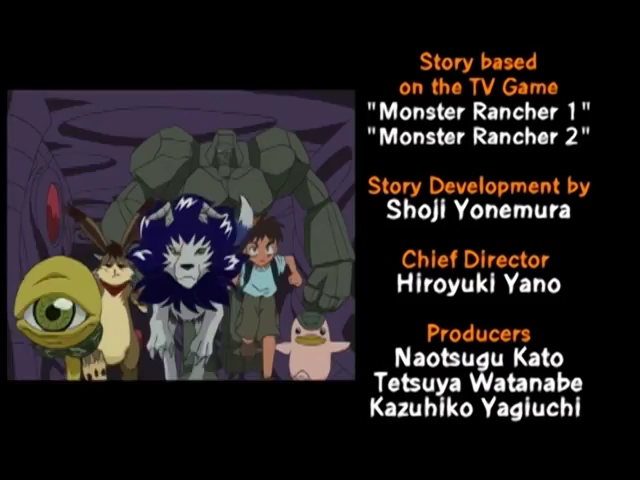 Story based
on the TV Game
"Monster Rancher 1"
"Monster Rancher 2"
Story Development by
Shoji Yonemura
Chief Director
Hiroyuki Yano
Producers
Naotsugu Kato
Tetsuya Watanabe
Kazuhiko Yagiuchi